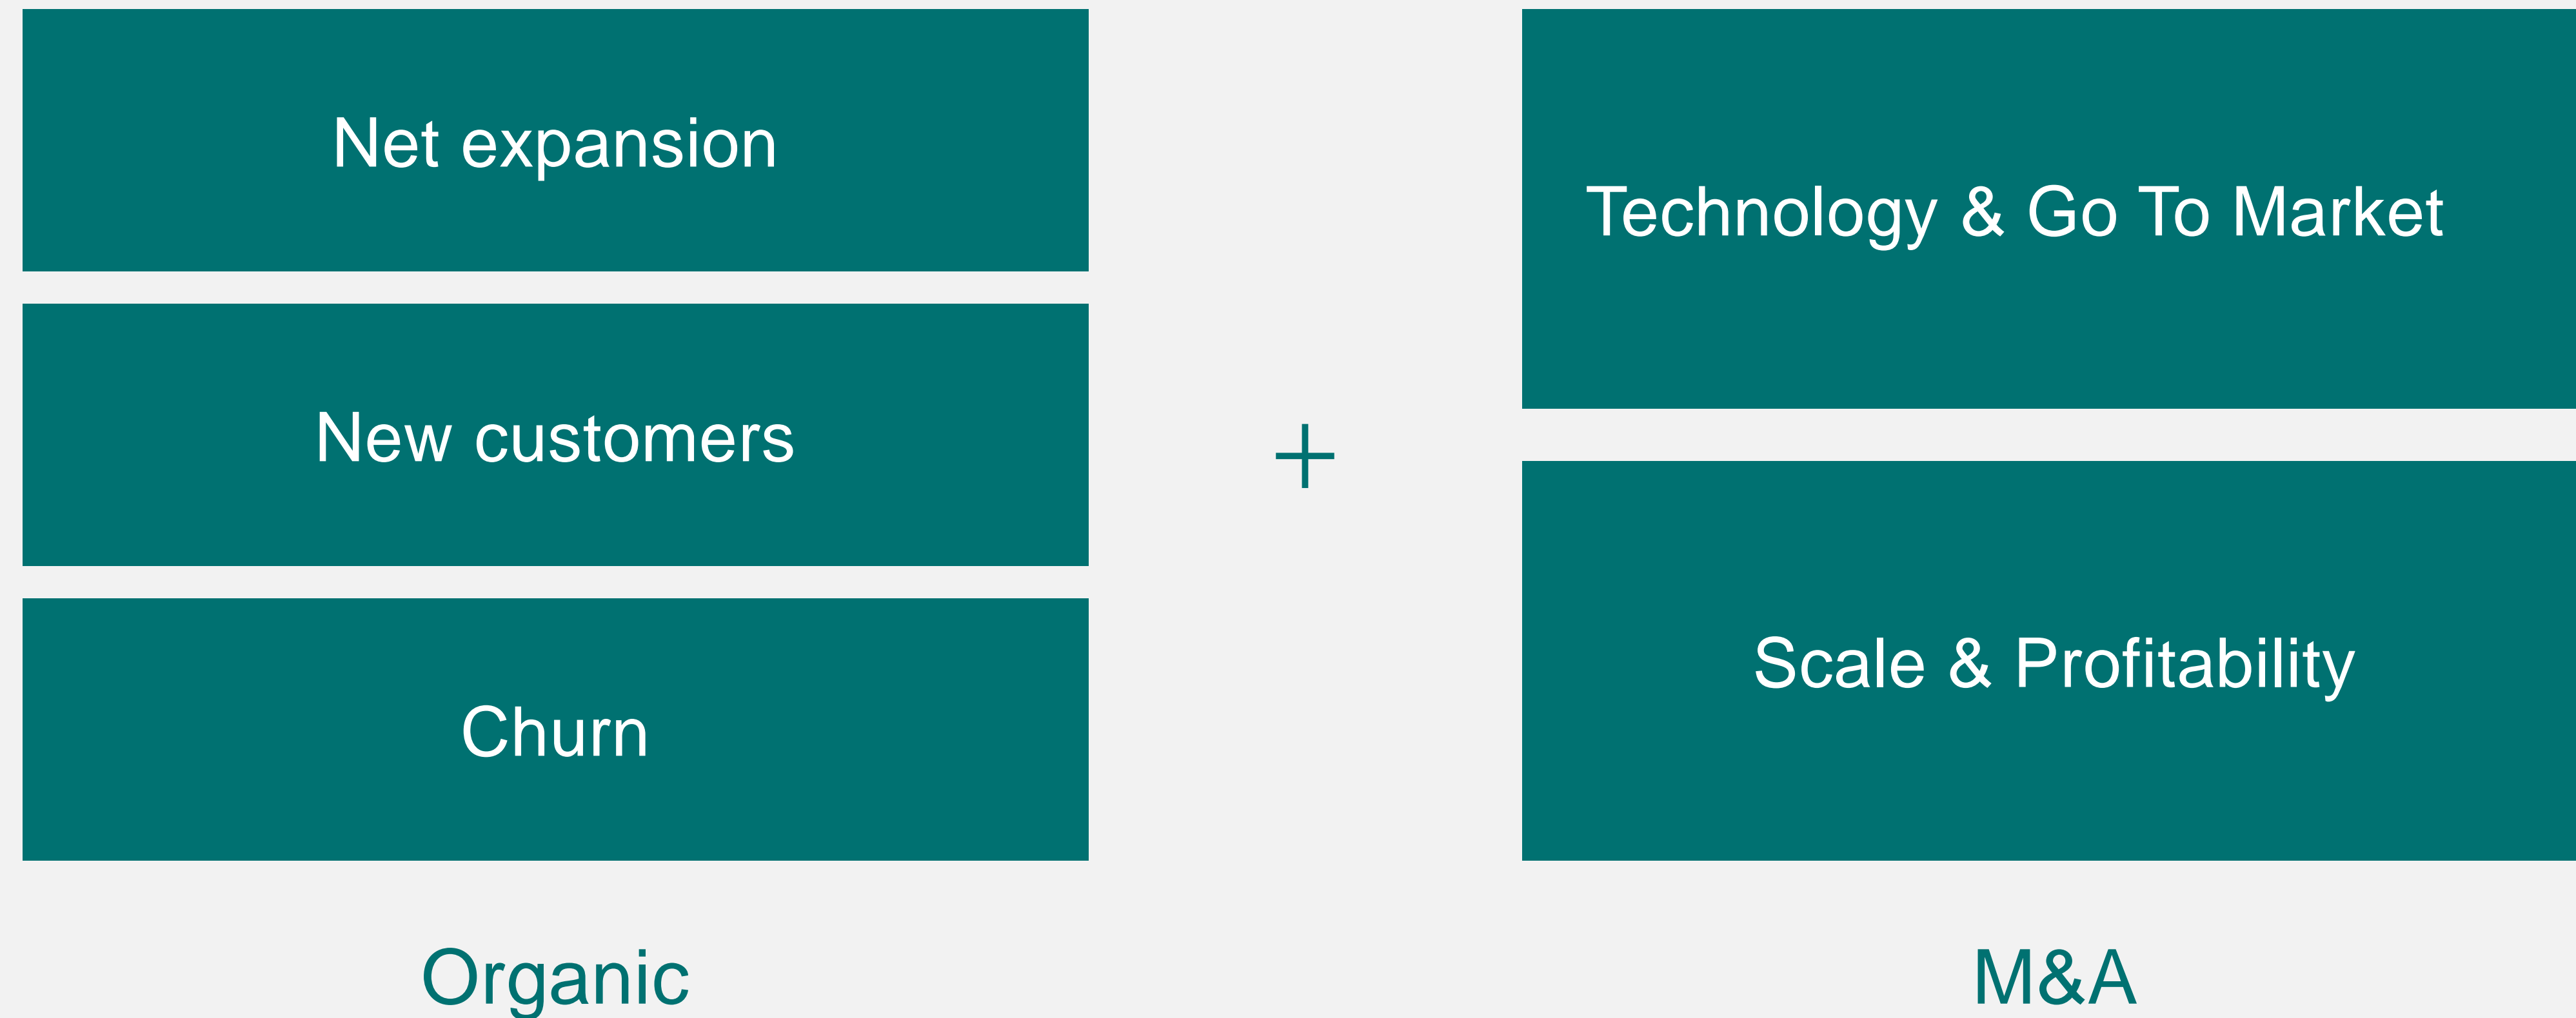 Net expansion
New customers
Churn
Organic
+
Technology & Go To Market
Scale & Profitability
M&A